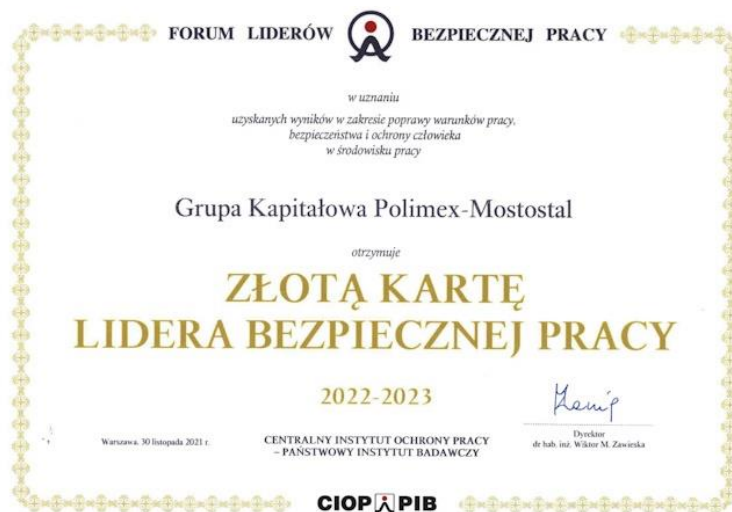 FORUM LIDERÓW BEZPIECZNEJ PRACY
w uznaniu
uzyskanych wyników w zakresie poprawy warunków pracy,
bezpieczeństwa i ochrony człowieka
w środowisku pracy
Grupa Kapitałowa Polimex-Mostostal
otrzymuje
ZŁOTĄ KARTĘ
LIDERA BEZPIECZNEJ PRACY
2022-2023
Warszawa, 30 listopada 2021 r.
CENTRALNY INSTYTUT OCHRONY PRACY
– PAŃSTWOWY INSTYTUT BADAWCZY
Dyrektor
dr hab. inż. Wiktor M. Zawieska
CIOP PIB